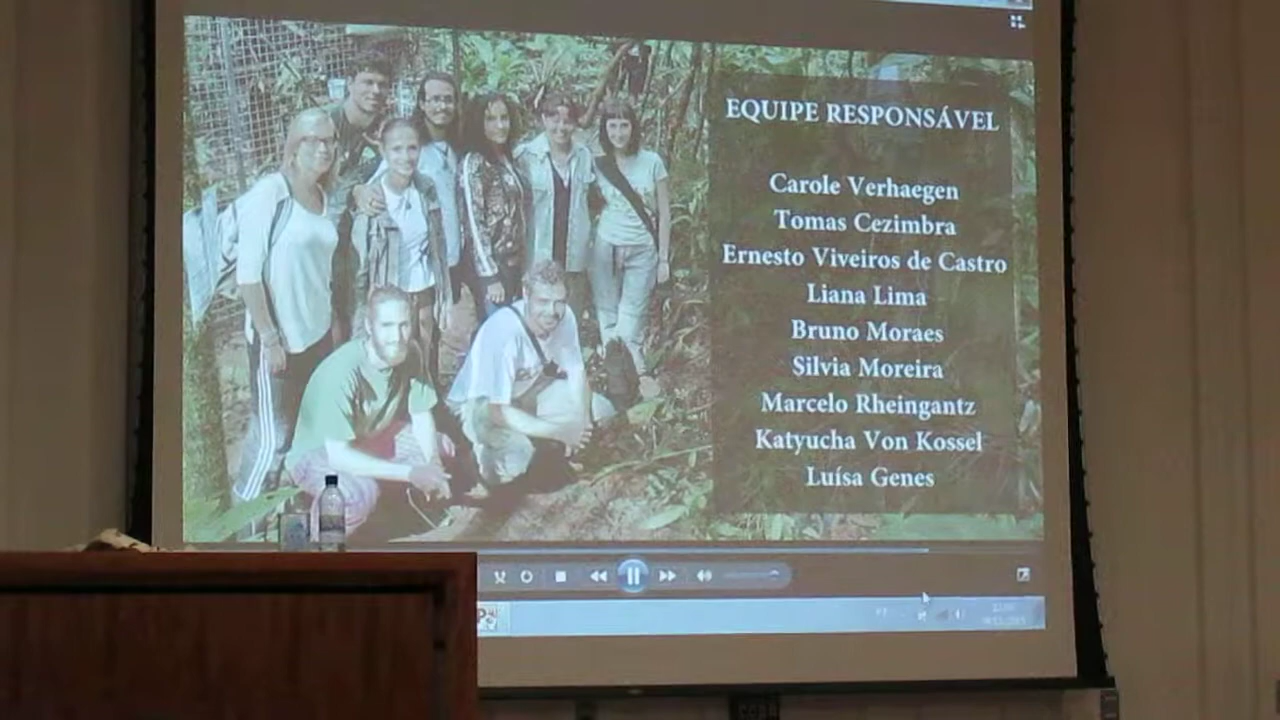 EQUIPE RESPONSÁVEL
Carole Verhaegen
Tomas Cezimbra
Ernesto Viveiros de Castro
Liana Lima
Bruno Moraes
Silvia Moreira
Marcelo Rheingantz
Katyucha Von Kossel
Luísa Genes